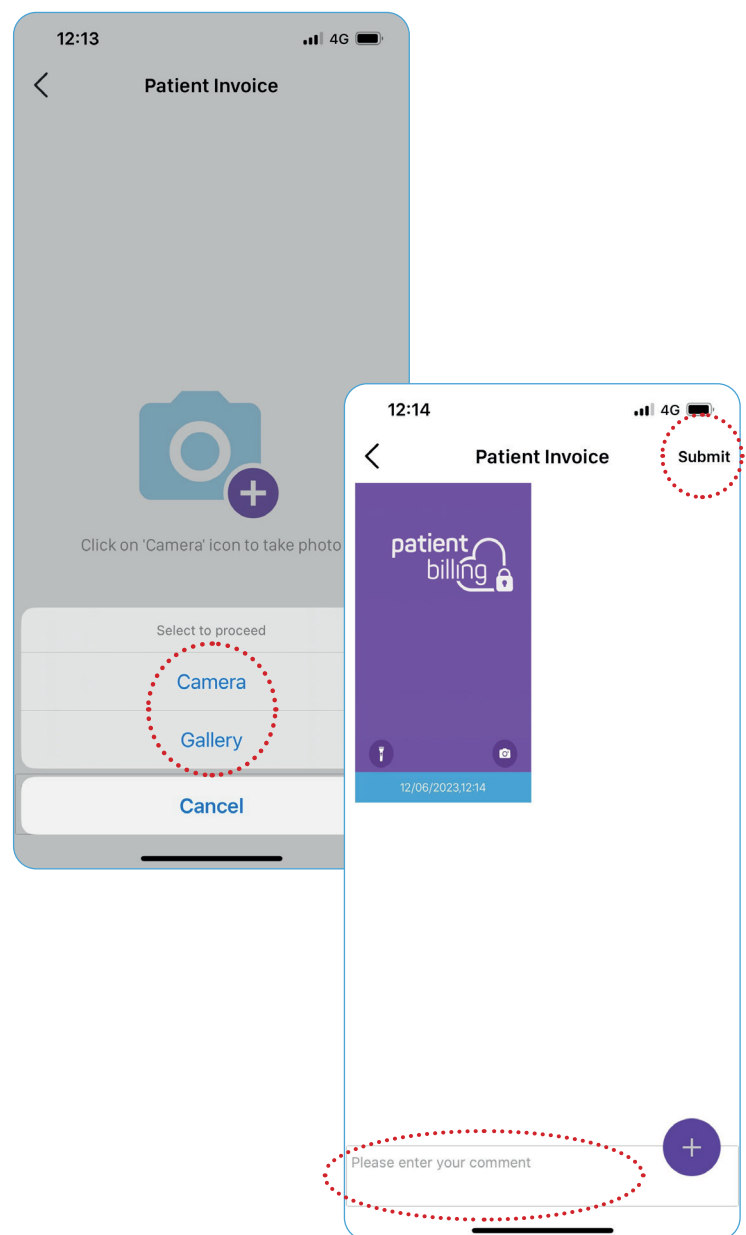 12:13
4G
Patient Invoice
Click on 'Camera' icon to take photo
Select to proceed
Camera
Gallery
Cancel
12:14
4G
Patient Invoice
Submit
patient
billing
12/06/2023,12:14
Please enter your comment